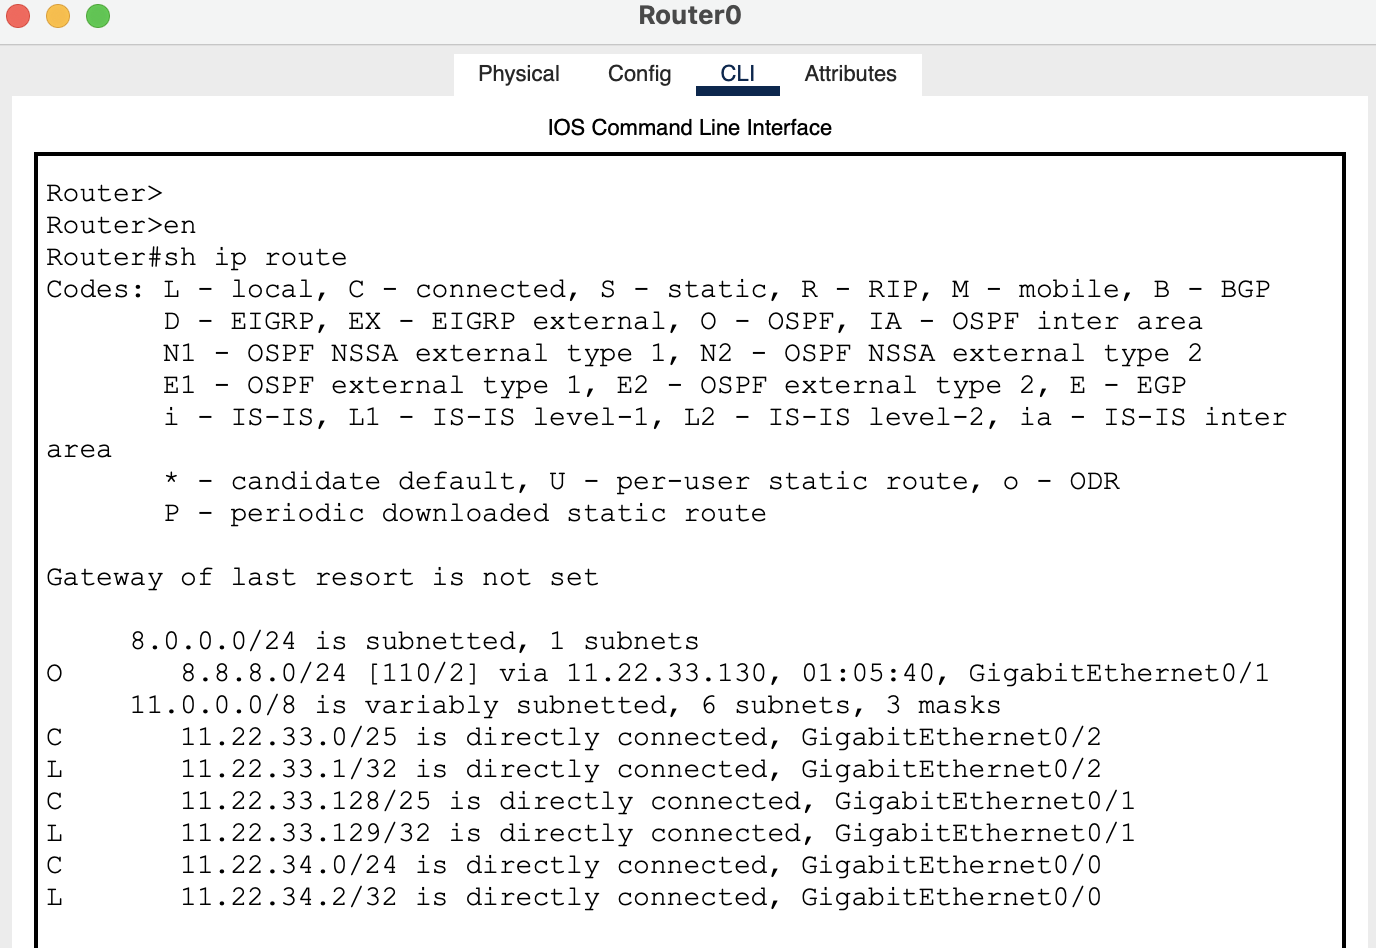 Router0
Physical Config CLI Attributes
IOS Command Line Interface
Router>
Router>en
Router#sh ip route
Codes: L - local, C - connected, S - static, R - RIP, M - mobile, B - BGP
D - EIGRP, EX - EIGRP external, O - OSPF, IA - OSPF inter area
N1 - OSPF NSSA external type 1, N2 - OSPF NSSA external type 2
E1 - OSPF external type 1, E2 - OSPF external type 2, E - EGP
i - IS-IS, L1 - IS-IS level-1, L2 - IS-IS level-2, ia - IS-IS inter
area
* - candidate default, U - per-user static route, o - ODR
P - periodic downloaded static route
Gateway of last resort is not set
8.0.0.0/24 is subnetted, 1 subnets
O 8.8.8.0/24 [110/2] via 11.22.33.130, 01:05:40, GigabitEthernet0/1
11.0.0.0/8 is variably subnetted, 6 subnets, 3 masks
C 11.22.33.0/25 is directly connected, GigabitEthernet0/2
L 11.22.33.1/32 is directly connected, GigabitEthernet0/2
C 11.22.33.128/25 is directly connected, GigabitEthernet0/1
L 11.22.33.129/32 is directly connected, GigabitEthernet0/1
C 11.22.34.0/24 is directly connected, GigabitEthernet0/0
L 11.22.34.2/32 is directly connected, GigabitEthernet0/0